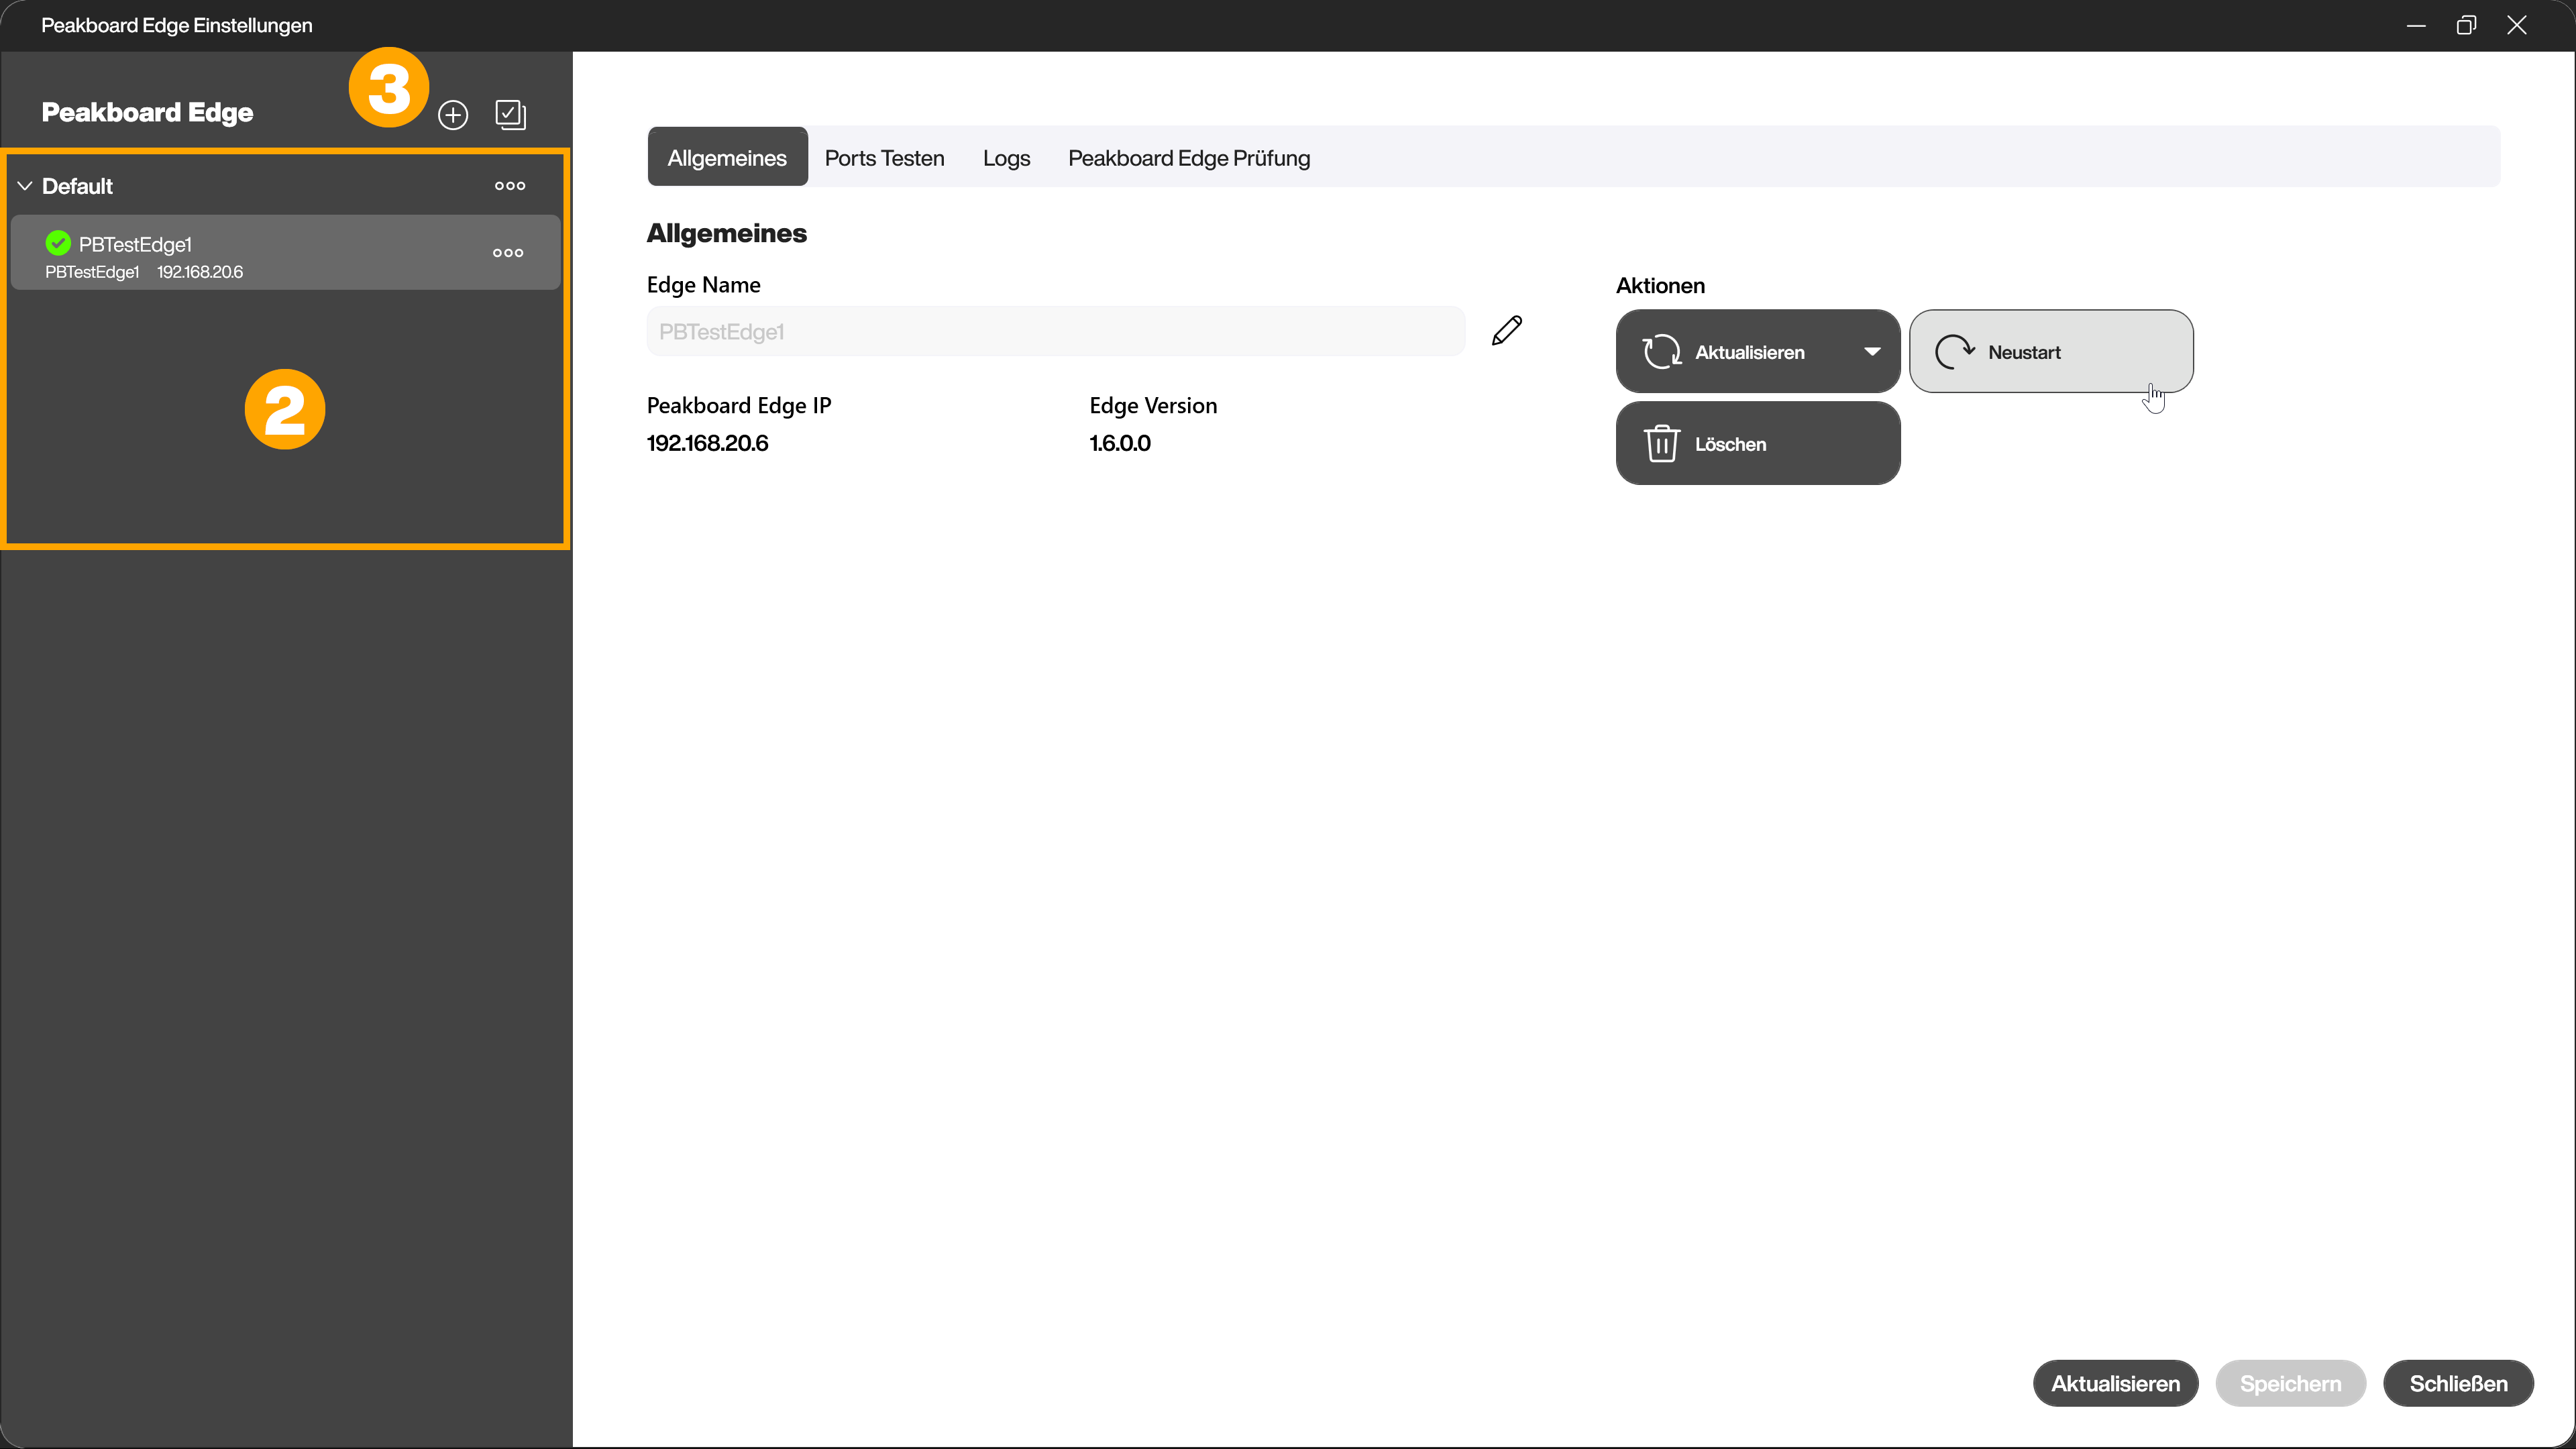 Peakboard Edge Einstellungen
3
Peakboard Edge
Default
PBTestEdge1
PBTestEdge1 192.168.20.6
2
Allgemeines Ports Testen Logs Peakboard Edge Prüfung
Allgemeines
Edge Name
PBTestEdge1
Peakboard Edge IP
192.168.20.6
Edge Version
1.6.0.0
Aktionen
Aktualisieren
Neustart
Löschen
Aktualisieren Speichern Schließen